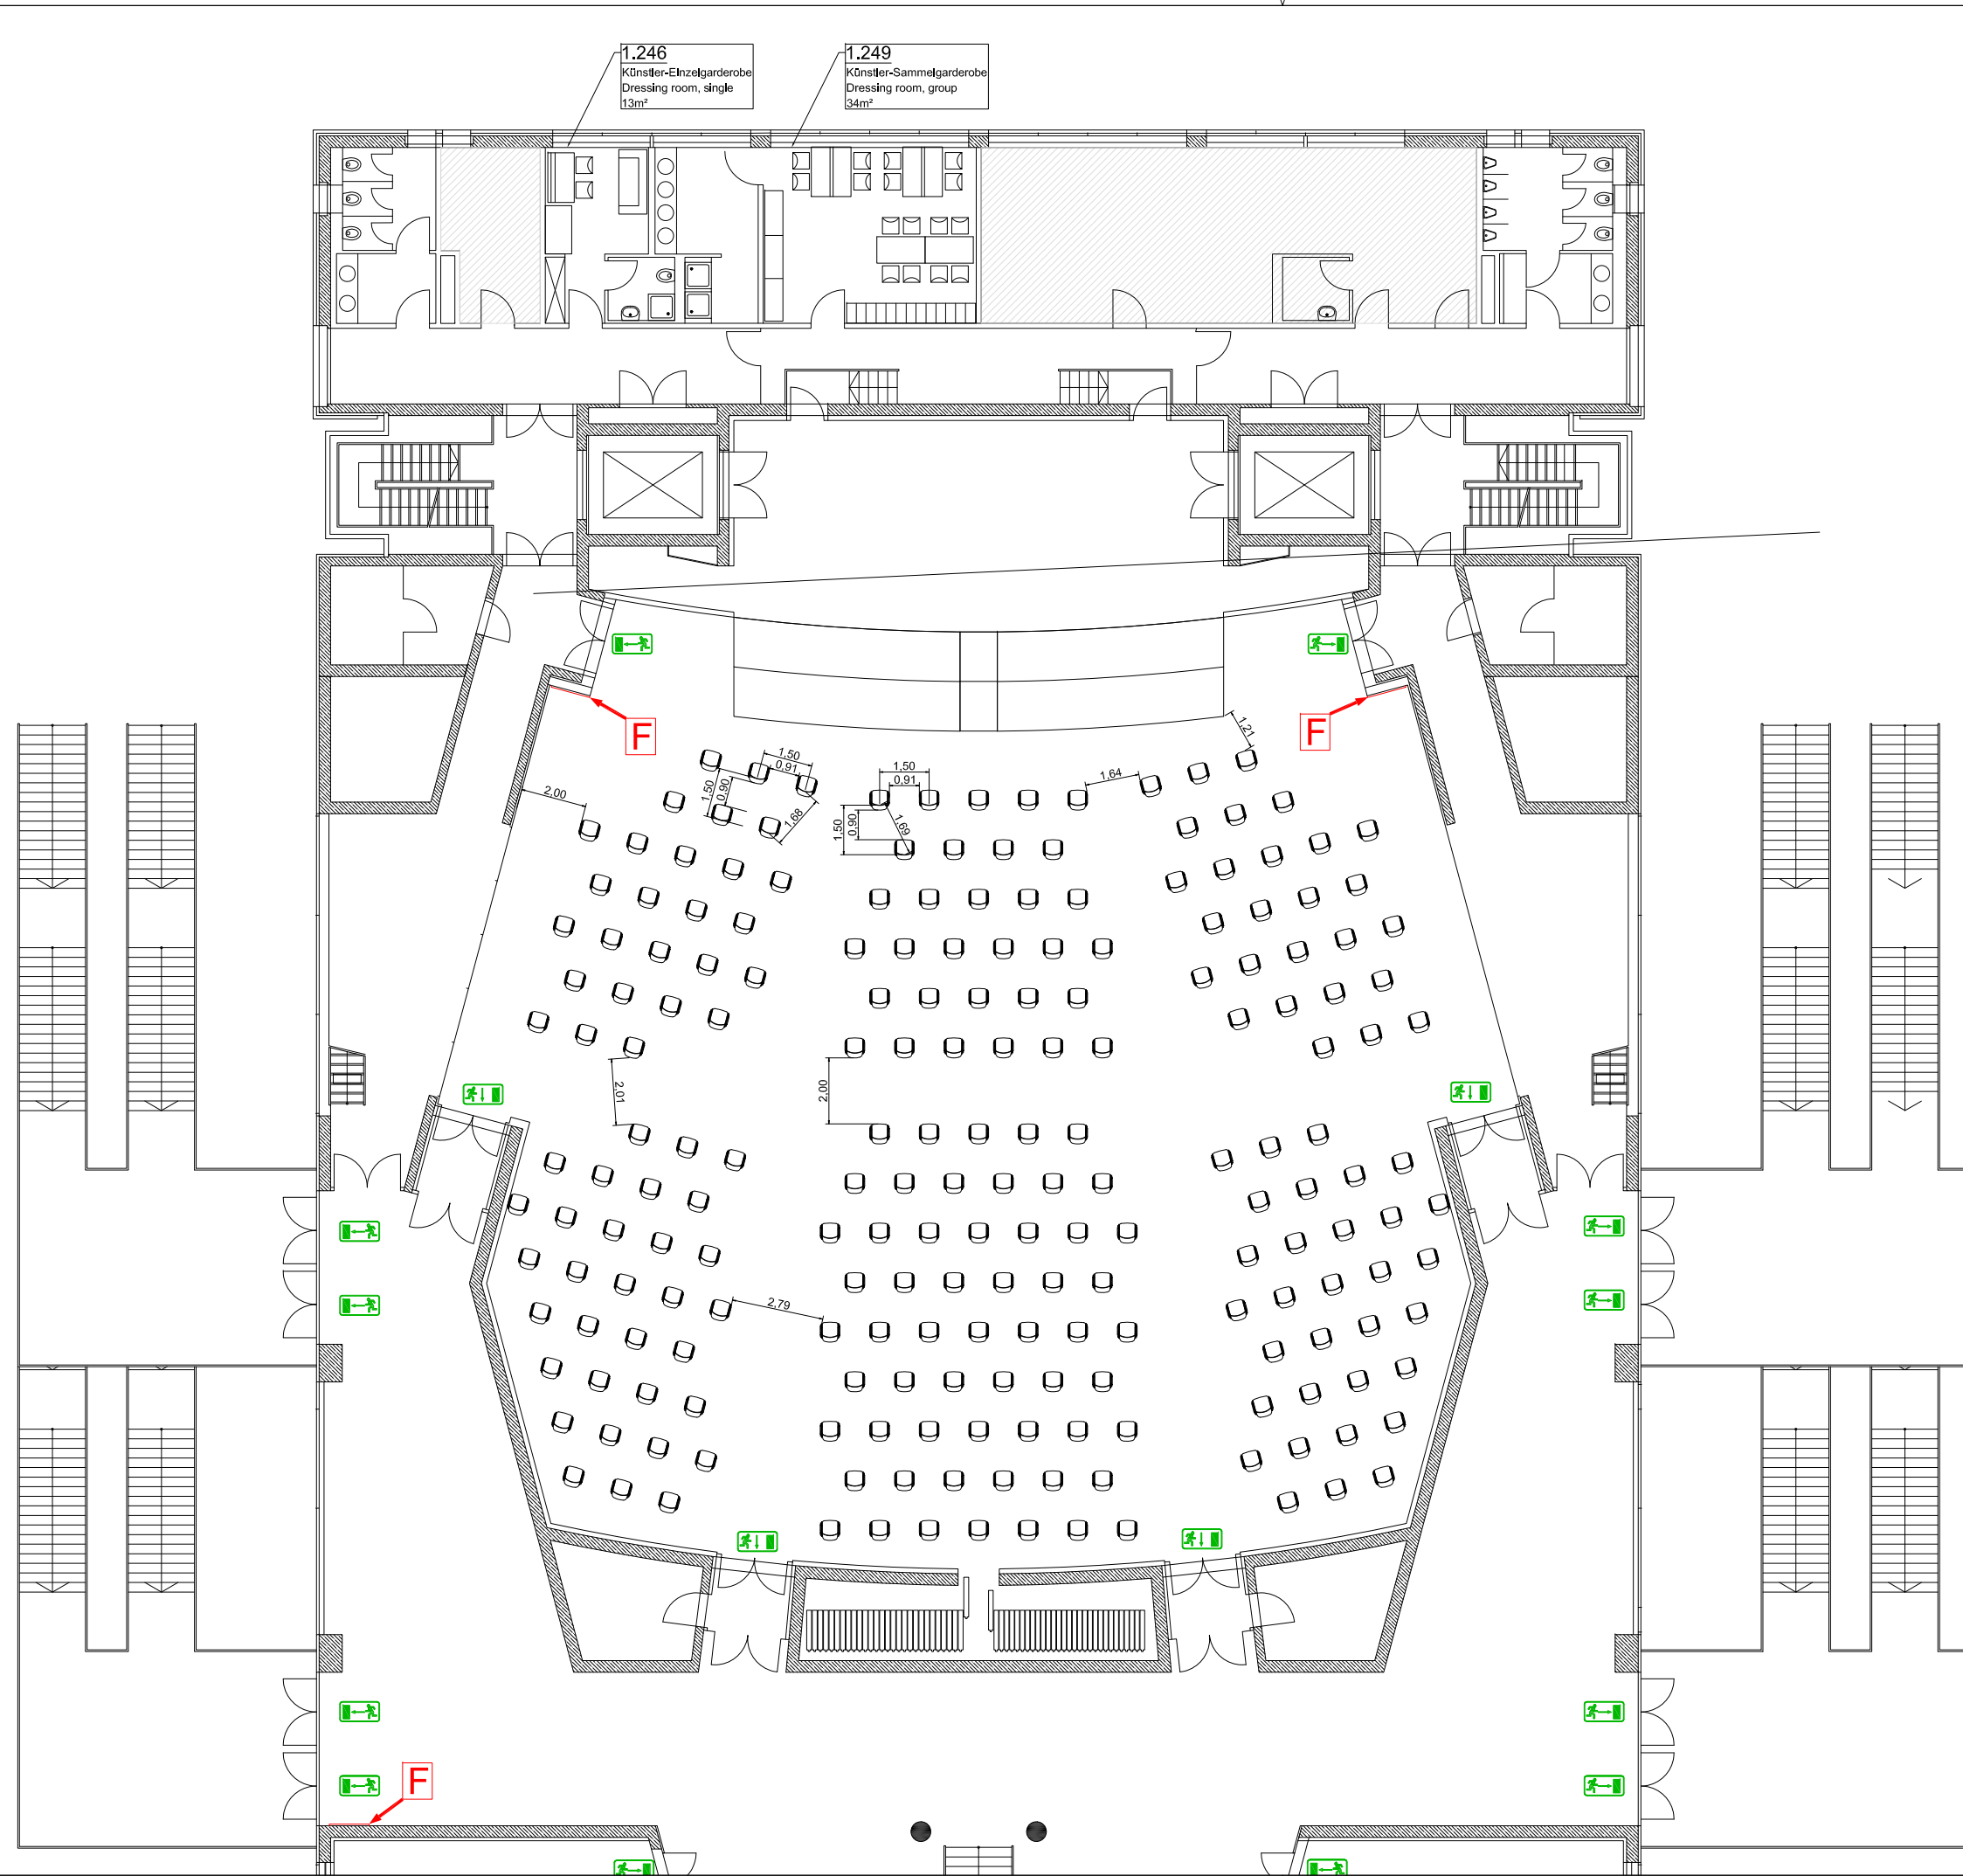 1.246
Künstler-Einzelgarderobe
Dressing room, single
13m²
1.249
Künstler-Sammelgarderobe
Dressing room, group
34m²
F
F
1,21
1,50
0,91
1,50
0,90
1,68
2,00
1,50
0,91
1,64
1,50
0,90
1,69
2,01
2,00
2,79
F